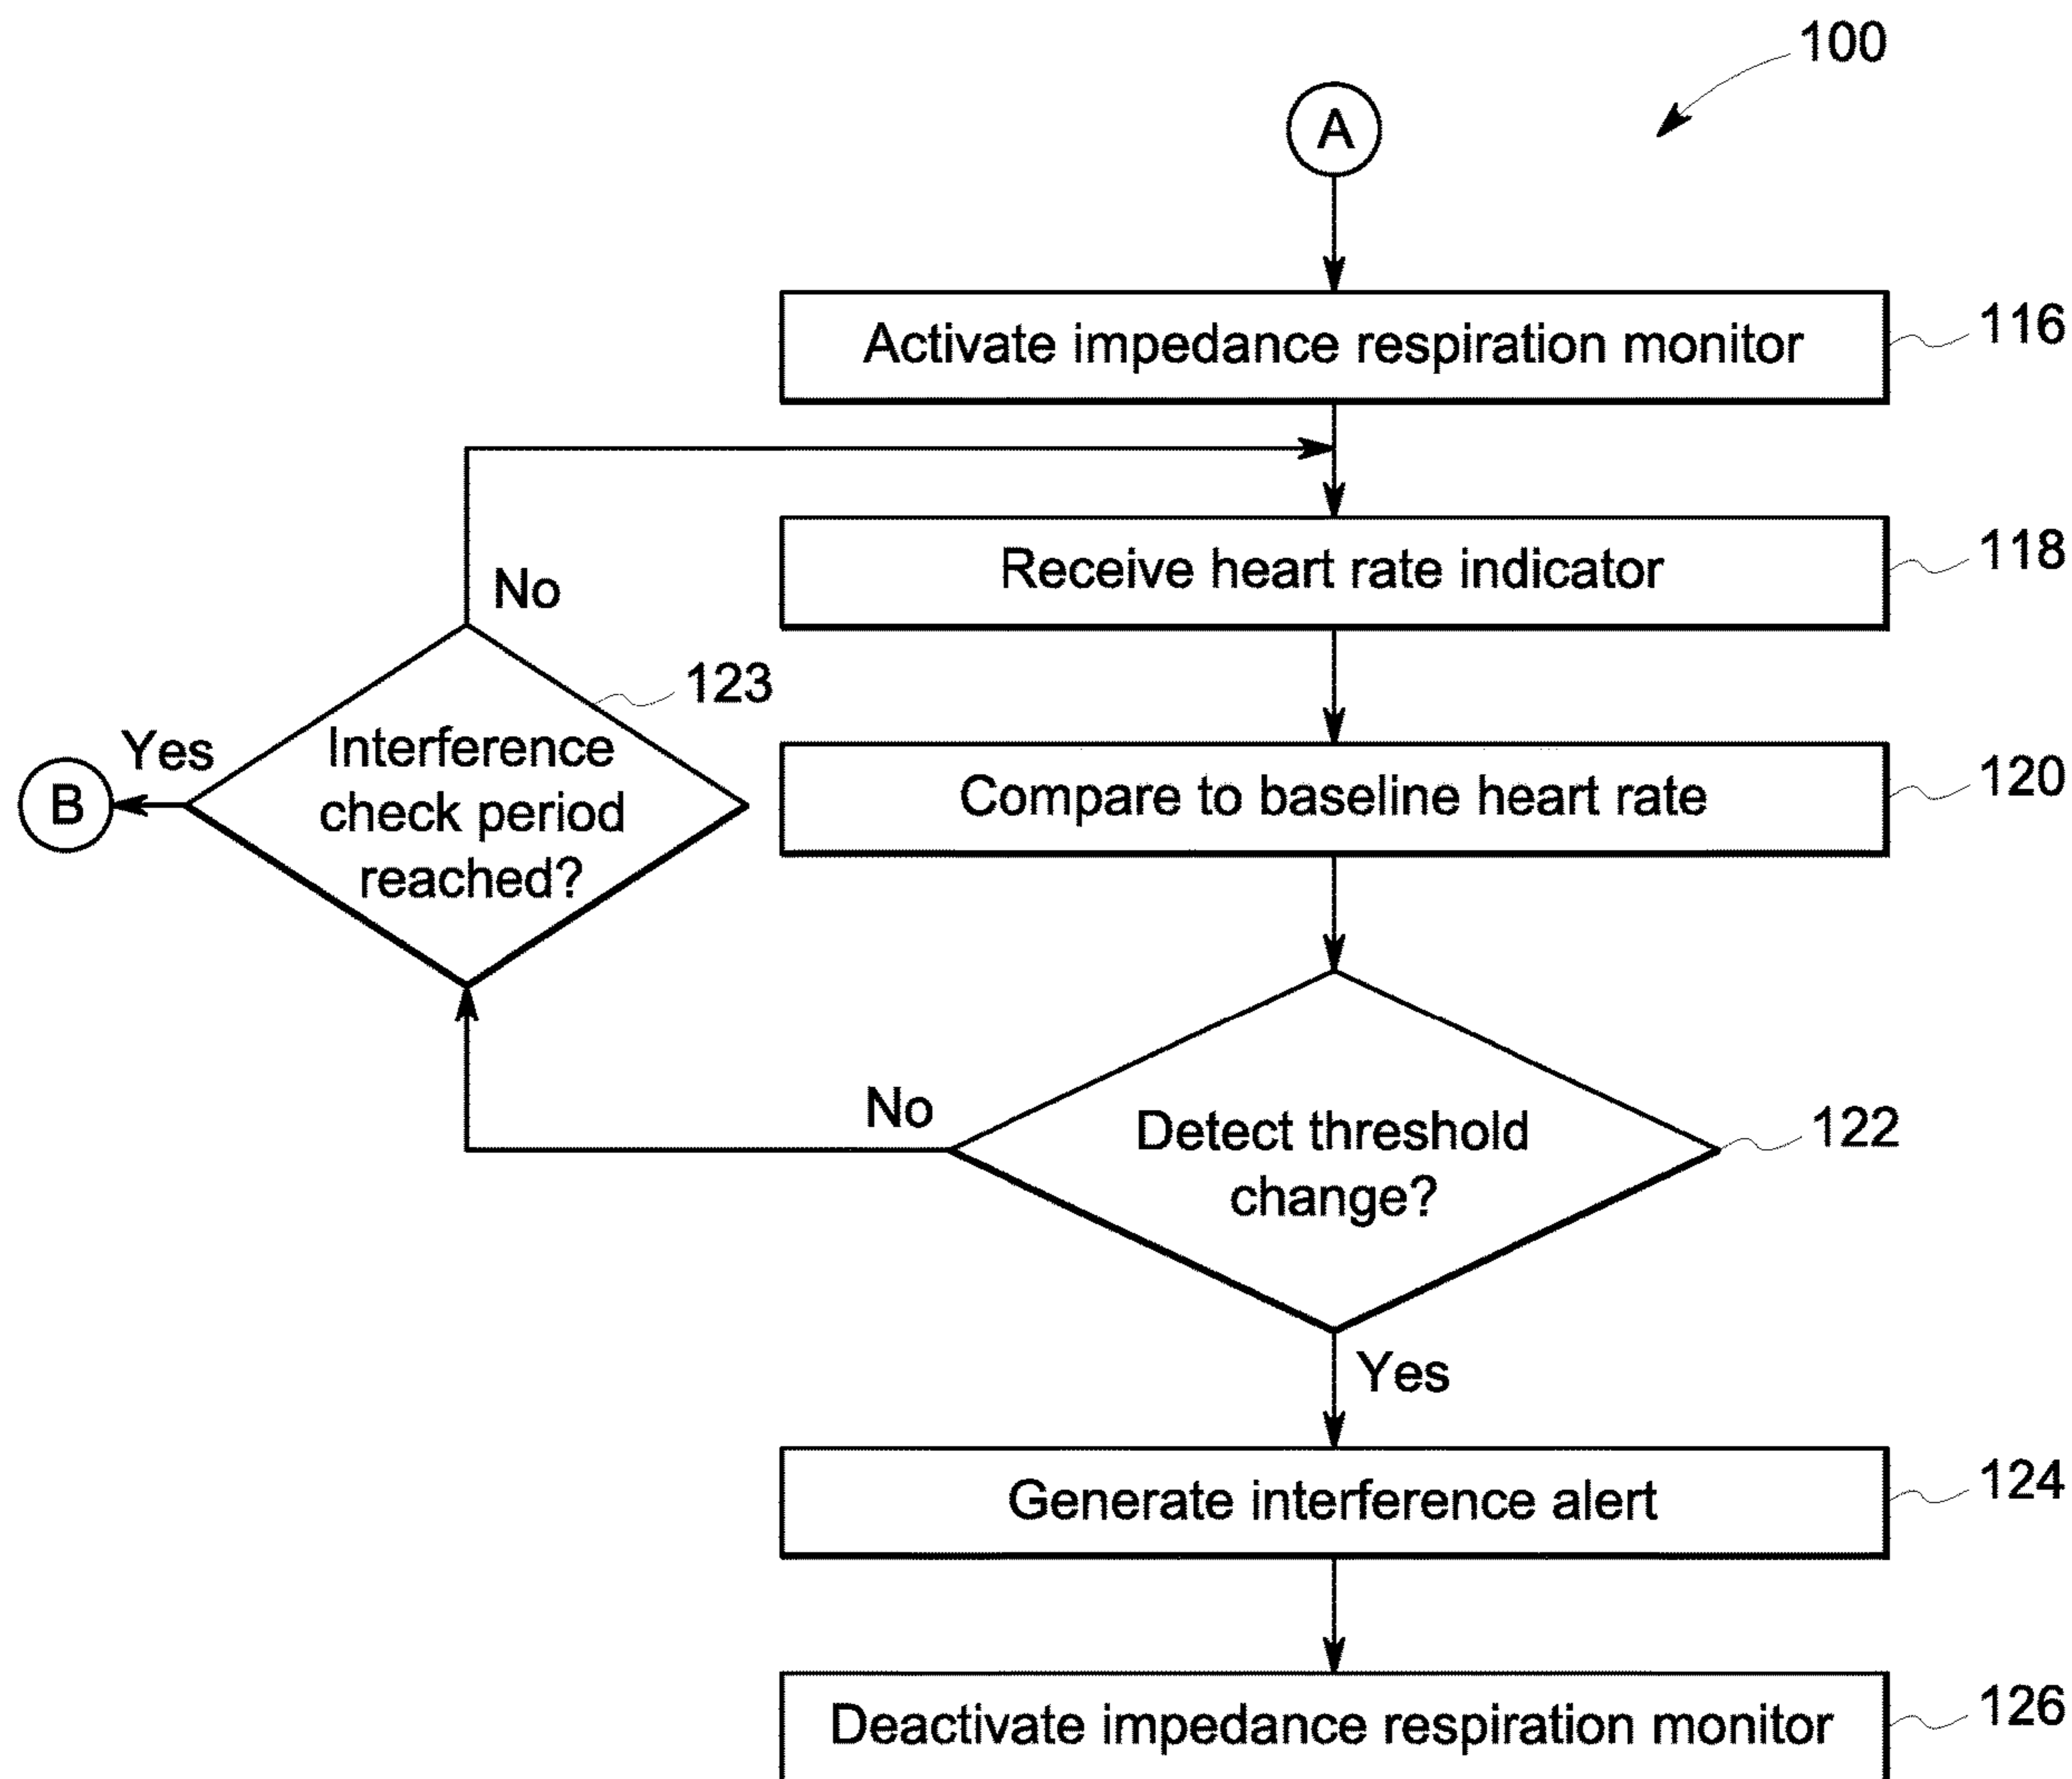 100
A
Activate impedance respiration monitor
116
Receive heart rate indicator
118
No
123
Yes
Interference
check period
reached?
B
Compare to baseline heart rate
120
No
Detect threshold
change?
122
Yes
Generate interference alert
124
Deactivate impedance respiration monitor
126